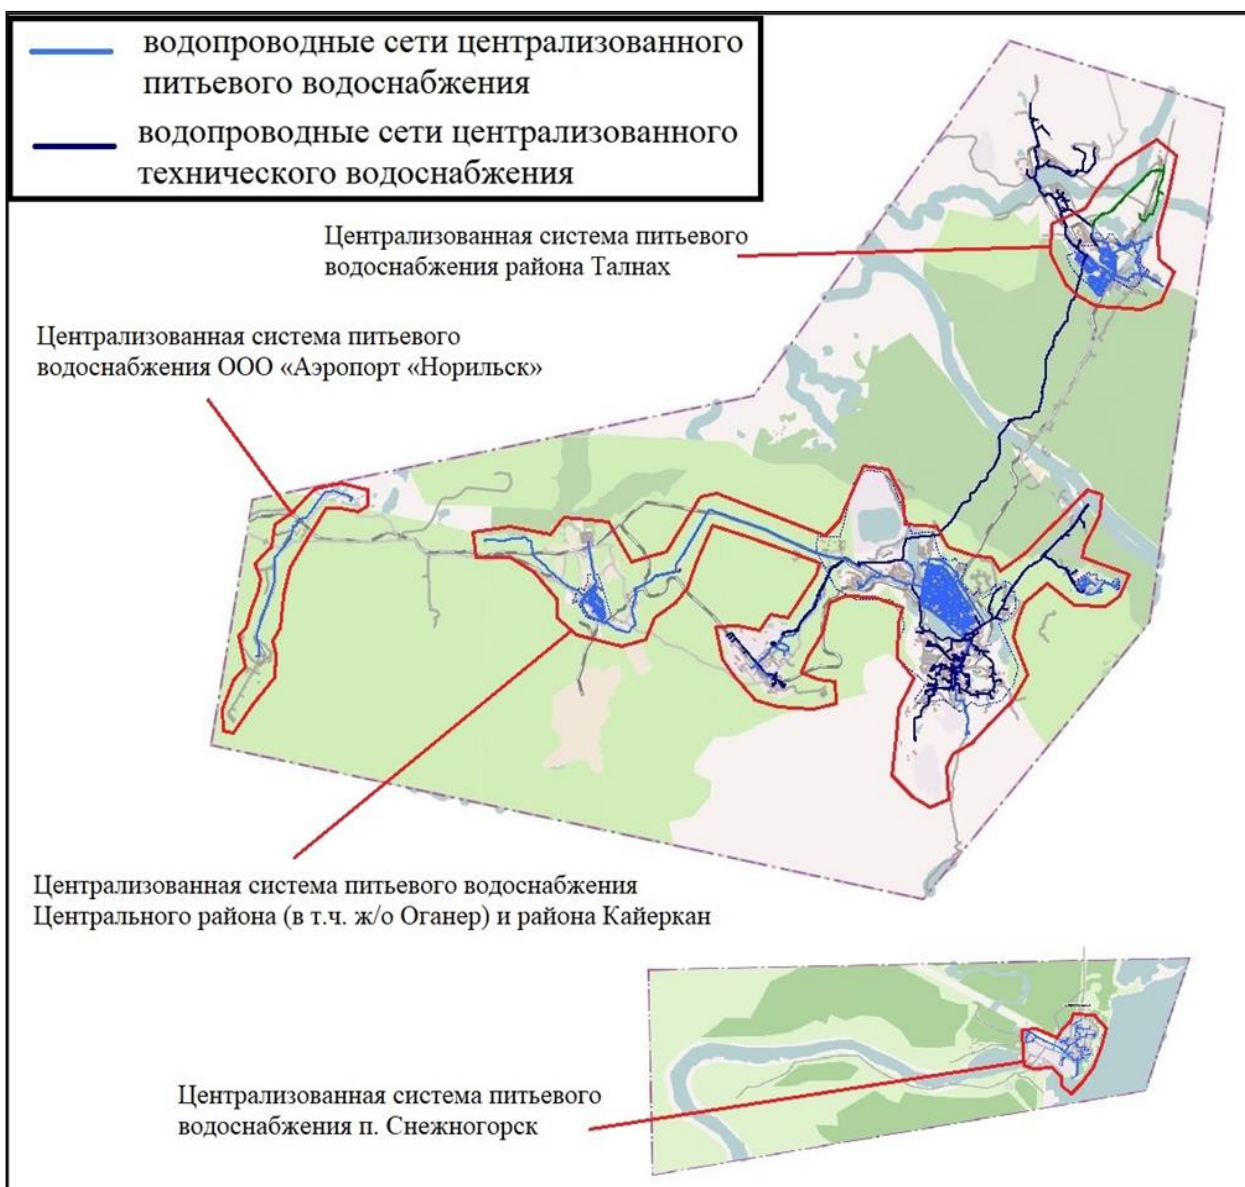 водопроводные сети централизованного
питьевого водоснабжения
водопроводные сети централизованного
технического водоснабжения
Централизованная система питьевого
водоснабжения района Талнах
Централизованная система питьевого
водоснабжения ООО «Аэропорт «Норильск»
Централизованная система питьевого водоснабжения
Центрального района (в т.ч. ж/о Оганер) и района Кайеркан
Централизованная система питьевого
водоснабжения п. Снежногорск